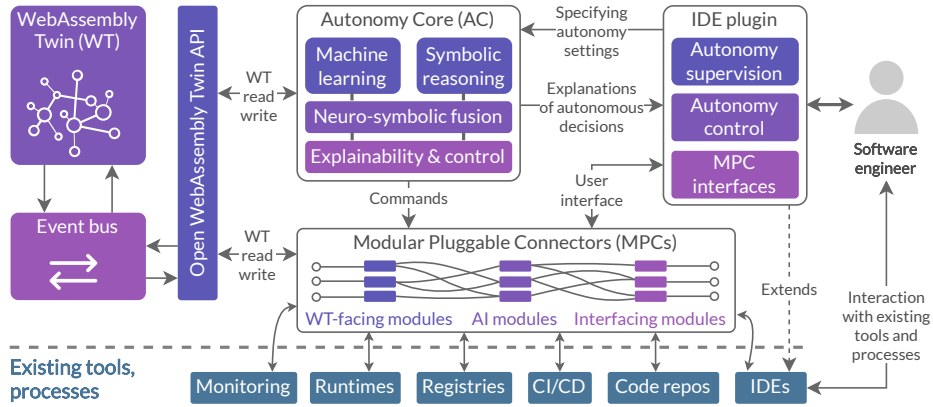 WebAssembly
Twin (WT)
Event bus
Open WebAssembly Twin API
WT
read
write
WT
read
write
Autonomy Core (AC)
Machine
learning
Symbolic
reasoning
Neuro-symbolic fusion
Explainability & control
Specifying
autonomy
settings
Explanations
of autonomous
decisions
User
interface
Commands
IDE plugin
Autonomy
supervision
Autonomy
control
MPC
interfaces
Software
engineer
Modular Pluggable Connectors (MPCs)
WT-facing modules
AI modules
Interfacing modules
Extends
Interaction
with existing
tools and
processes
Existing tools,
processes
Monitoring
Runtimes
Registries
CI/CD
Code repos
IDEs